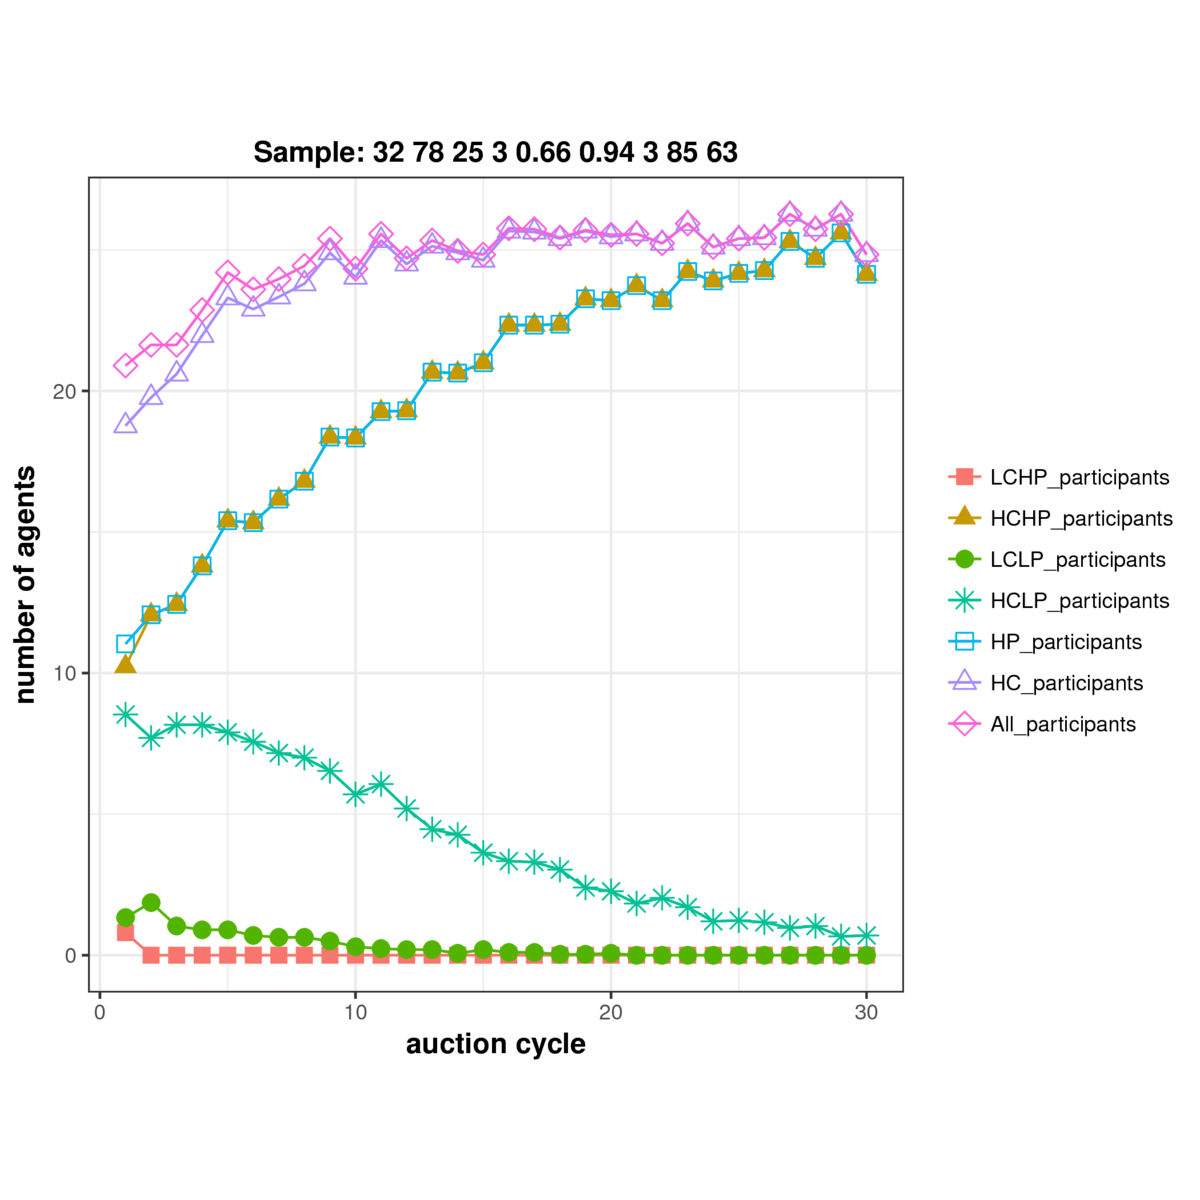 Sample: 32 78 25 3 0.66 0.94 3 85 63
number of agents
20
10
0
0 10 20 30
auction cycle
LCHP_participants
HCHP_participants
LCLP_participants
HCLP_participants
HP_participants
HC_participants
All_participants